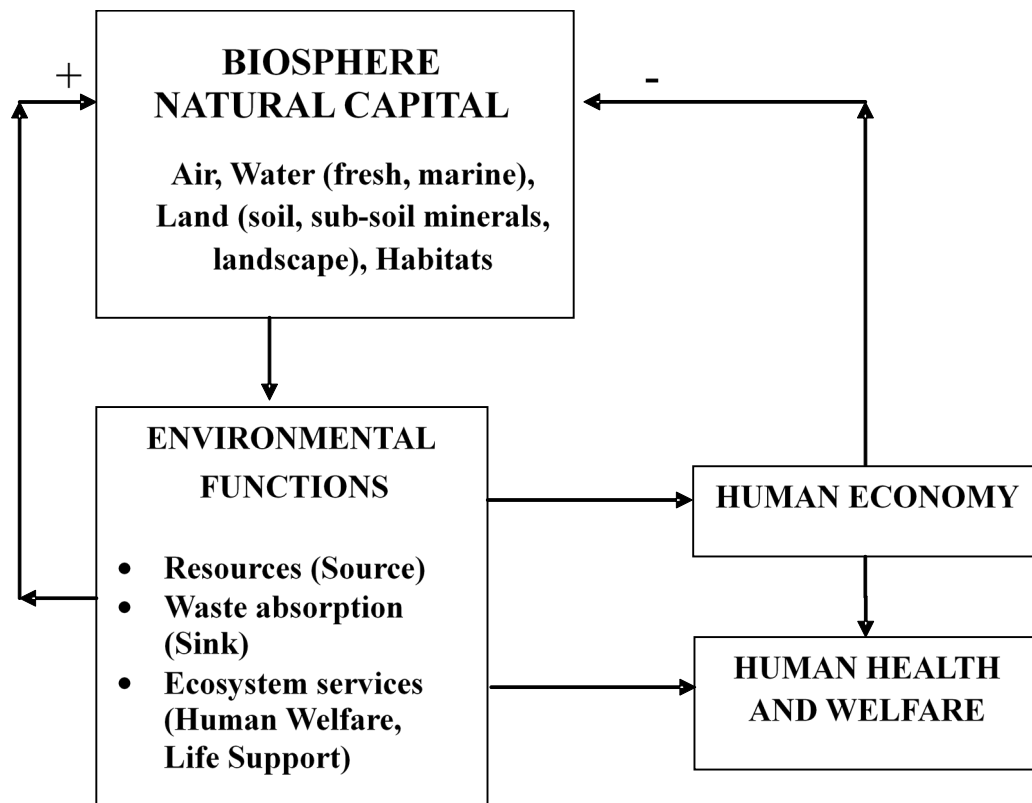 +
-
BIOSPHERE
NATURAL CAPITAL
Air, Water (fresh, marine),
Land (soil, sub-soil minerals,
landscape), Habitats
ENVIRONMENTAL
FUNCTIONS
• Resources (Source)
• Waste absorption
(Sink)
• Ecosystem services
(Human Welfare,
Life Support)
HUMAN ECONOMY
HUMAN HEALTH
AND WELFARE